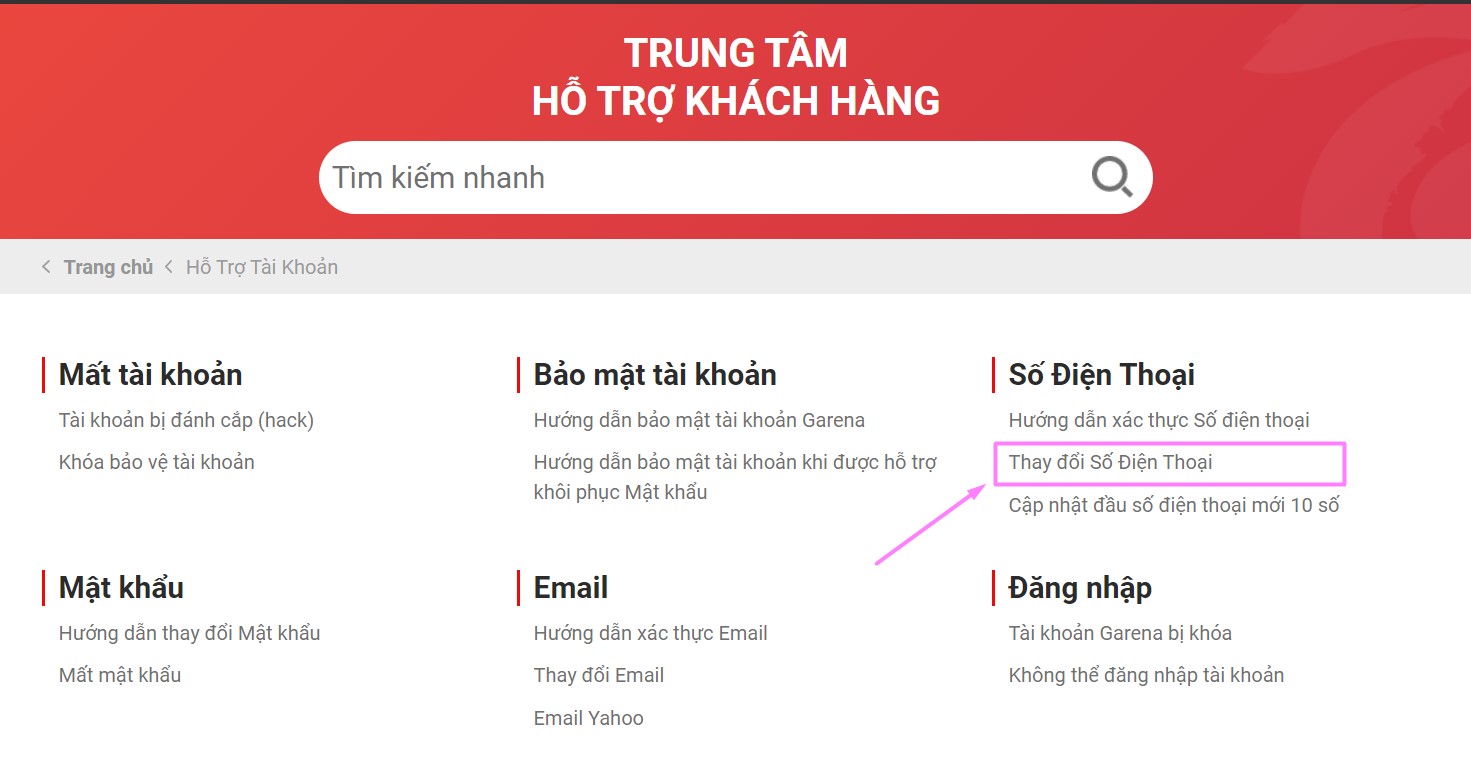 TRUNG TÂM
HỖ TRỢ KHÁCH HÀNG
Tìm kiếm nhanh
Trang chủ
Hỗ Trợ Tài Khoản
Mất tài khoản
Tài khoản bị đánh cắp (hack)
Khóa bảo vệ tài khoản
Bảo mật tài khoản
Hướng dẫn bảo mật tài khoản Garena
Hướng dẫn bảo mật tài khoản khi được hỗ trợ
khôi phục Mật khẩu
Số Điện Thoại
Hướng dẫn xác thực Số điện thoại
Thay đổi Số Điện Thoại
Cập nhật đầu số điện thoại mới 10 số
Mật khẩu
Hướng dẫn thay đổi Mật khẩu
Mất mật khẩu
Email
Hướng dẫn xác thực Email
Thay đổi Email
Email Yahoo
Đăng nhập
Tài khoản Garena bị khóa
Không thể đăng nhập tài khoản